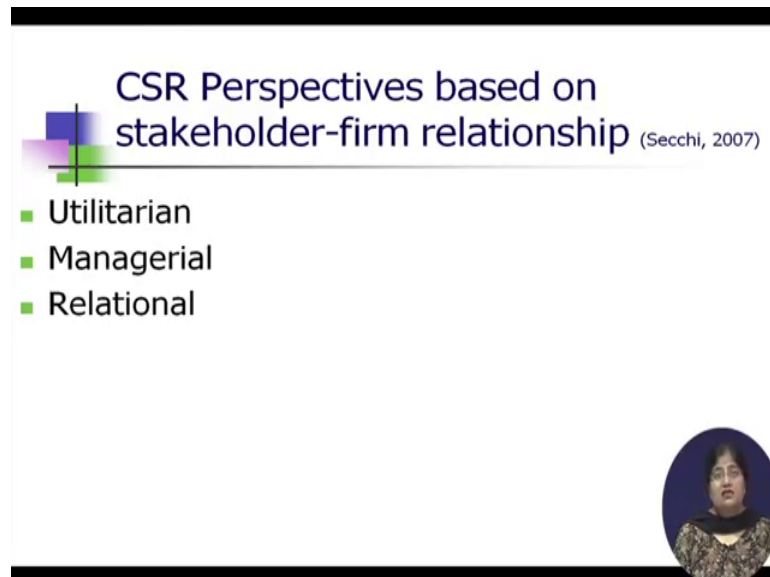 CSR Perspectives based on
stakeholder-firm relationship (Secchi, 2007)
Utilitarian
Managerial
Relational